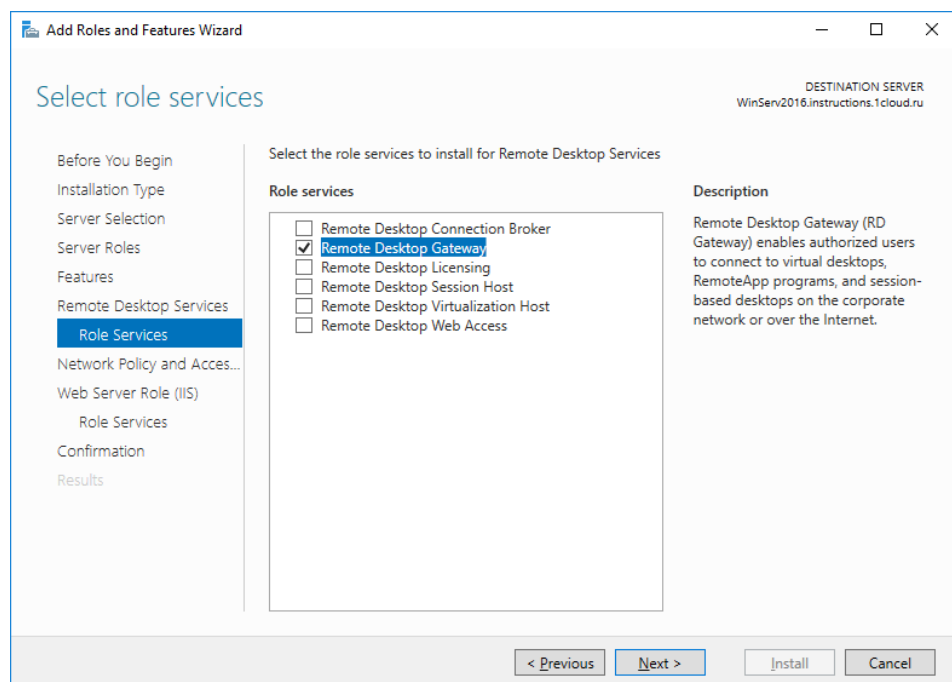 Add Roles and Features Wizard
Select role services
DESTINATION SERVER
WinServ2016.instructions.1cloud.ru
Before You Begin
Installation Type
Server Selection
Server Roles
Features
Remote Desktop Services
Role Services
Network Policy and Acces...
Web Server Role (IIS)
Role Services
Confirmation
Results
Select the role services to install for Remote Desktop Services
Role services
Remote Desktop Connection Broker
Remote Desktop Gateway
Remote Desktop Licensing
Remote Desktop Session Host
Remote Desktop Virtualization Host
Remote Desktop Web Access
Description
Remote Desktop Gateway (RD
Gateway) enables authorized users
to connect to virtual desktops,
RemoteApp programs, and session-
based desktops on the corporate
network or over the Internet.
< Previous
Next >
Install
Cancel